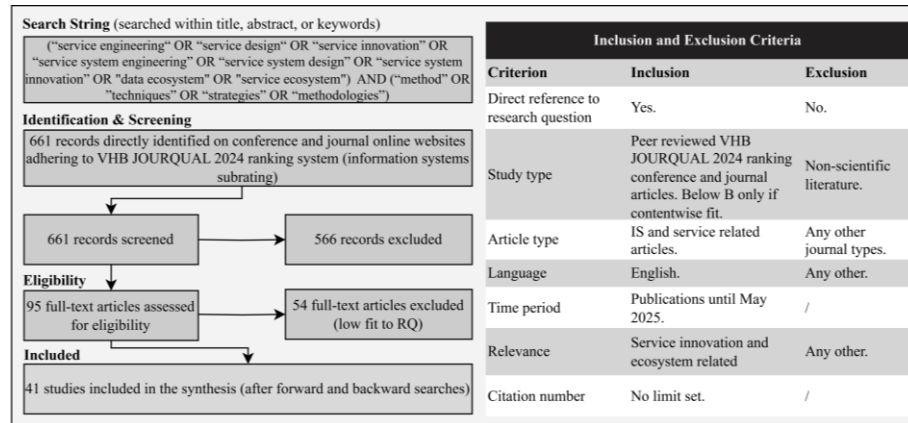 Search String (searched within title, abstract, or keywords)
(“service engineering“ OR “service design“ OR “service innovation” OR
“service system engineering” OR “service system design” OR “service system
innovation” OR "data ecosystem" OR "service ecosystem") AND (“method” OR
”techniques” OR “strategies” OR “methodologies”)
Identification & Screening
661 records directly identified on conference and journal online websites
adhering to VHB JOURQUAL 2024 ranking system (information systems
subrating)
661 records screened
566 records excluded
Eligibility
95 full-text articles assessed
for eligibility
54 full-text articles excluded
(low fit to RQ)
Included
41 studies included in the synthesis (after forward and backward searches)
Inclusion and Exclusion Criteria
Criterion Inclusion Exclusion
Direct reference to
research question
Yes.
No.
Study type
Peer reviewed VHB
JOURQUAL 2024 ranking
conference and journal
articles. Below B only if
contentwise fit.
Non-scientific
literature.
Article type
IS and service related
articles.
Any other
journal types.
Language English. Any other.
Time period
Publications until May
2025.
/
Relevance
Service innovation and
ecosystem related
Any other.
Citation number No limit set. /